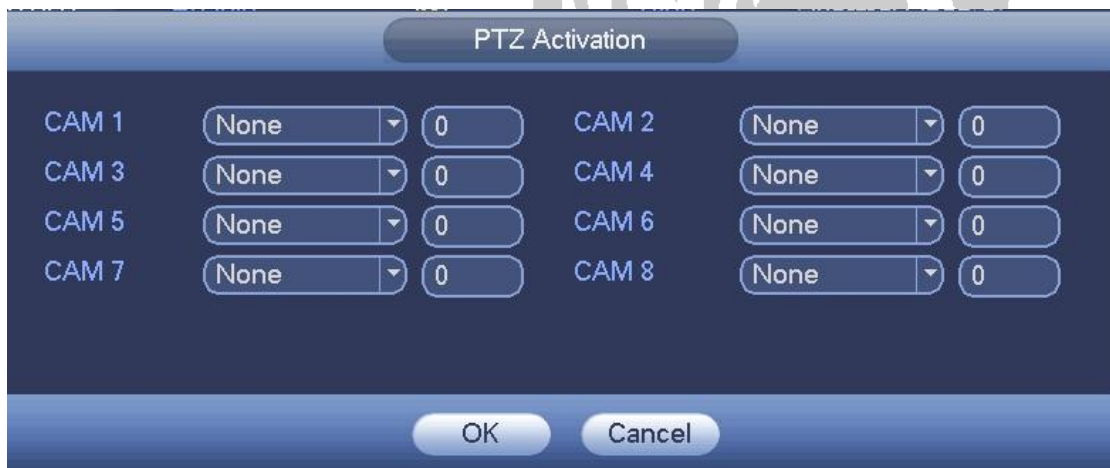 PTZ Activation
CAM 1 None 0 CAM 2 None 0
CAM 3 None 0 CAM 4 None 0
CAM 5 None 0 CAM 6 None 0
CAM 7 None 0 CAM 8 None 0
OK Cancel